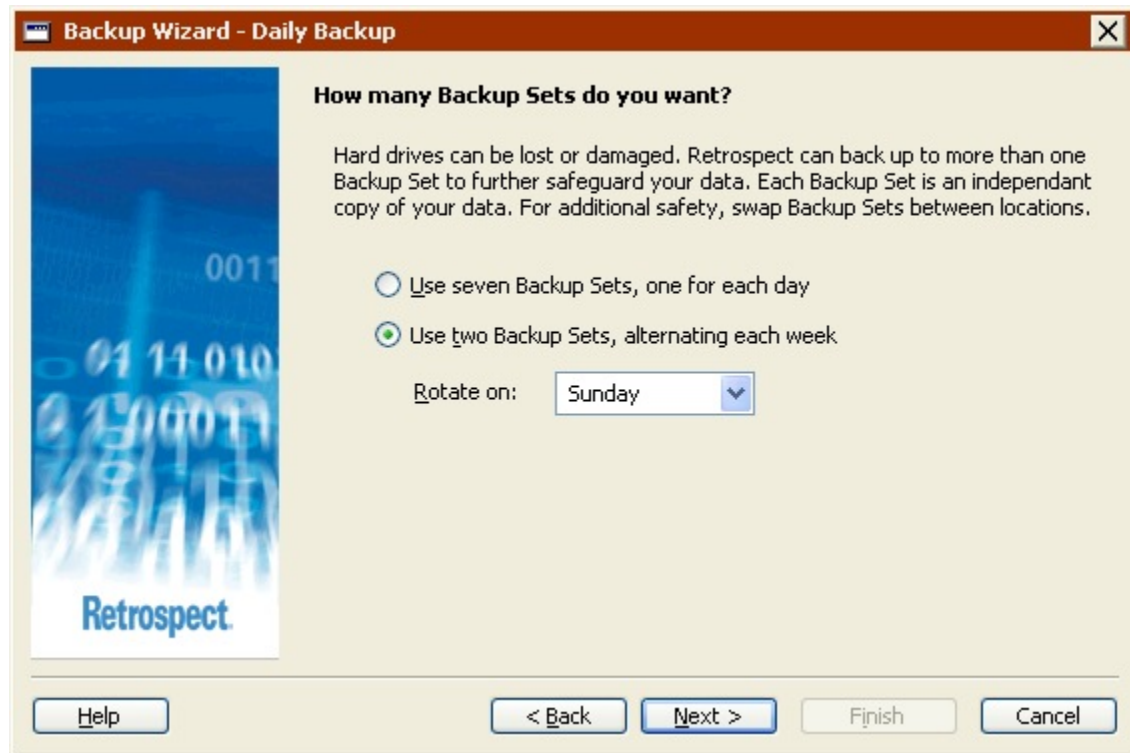 Backup Wizard - Daily Backup
How many Backup Sets do you want?
Hard drives can be lost or damaged. Retrospect can back up to more than one
Backup Set to further safeguard your data. Each Backup Set is an independant
copy of your data. For additional safety, swap Backup Sets between locations.
0011
01 11 010
0 1 00011
Use seven Backup Sets, one for each day
Use two Backup Sets, alternating each week
Rotate on: Sunday
Retrospect.
Help < Back Next > Finish Cancel